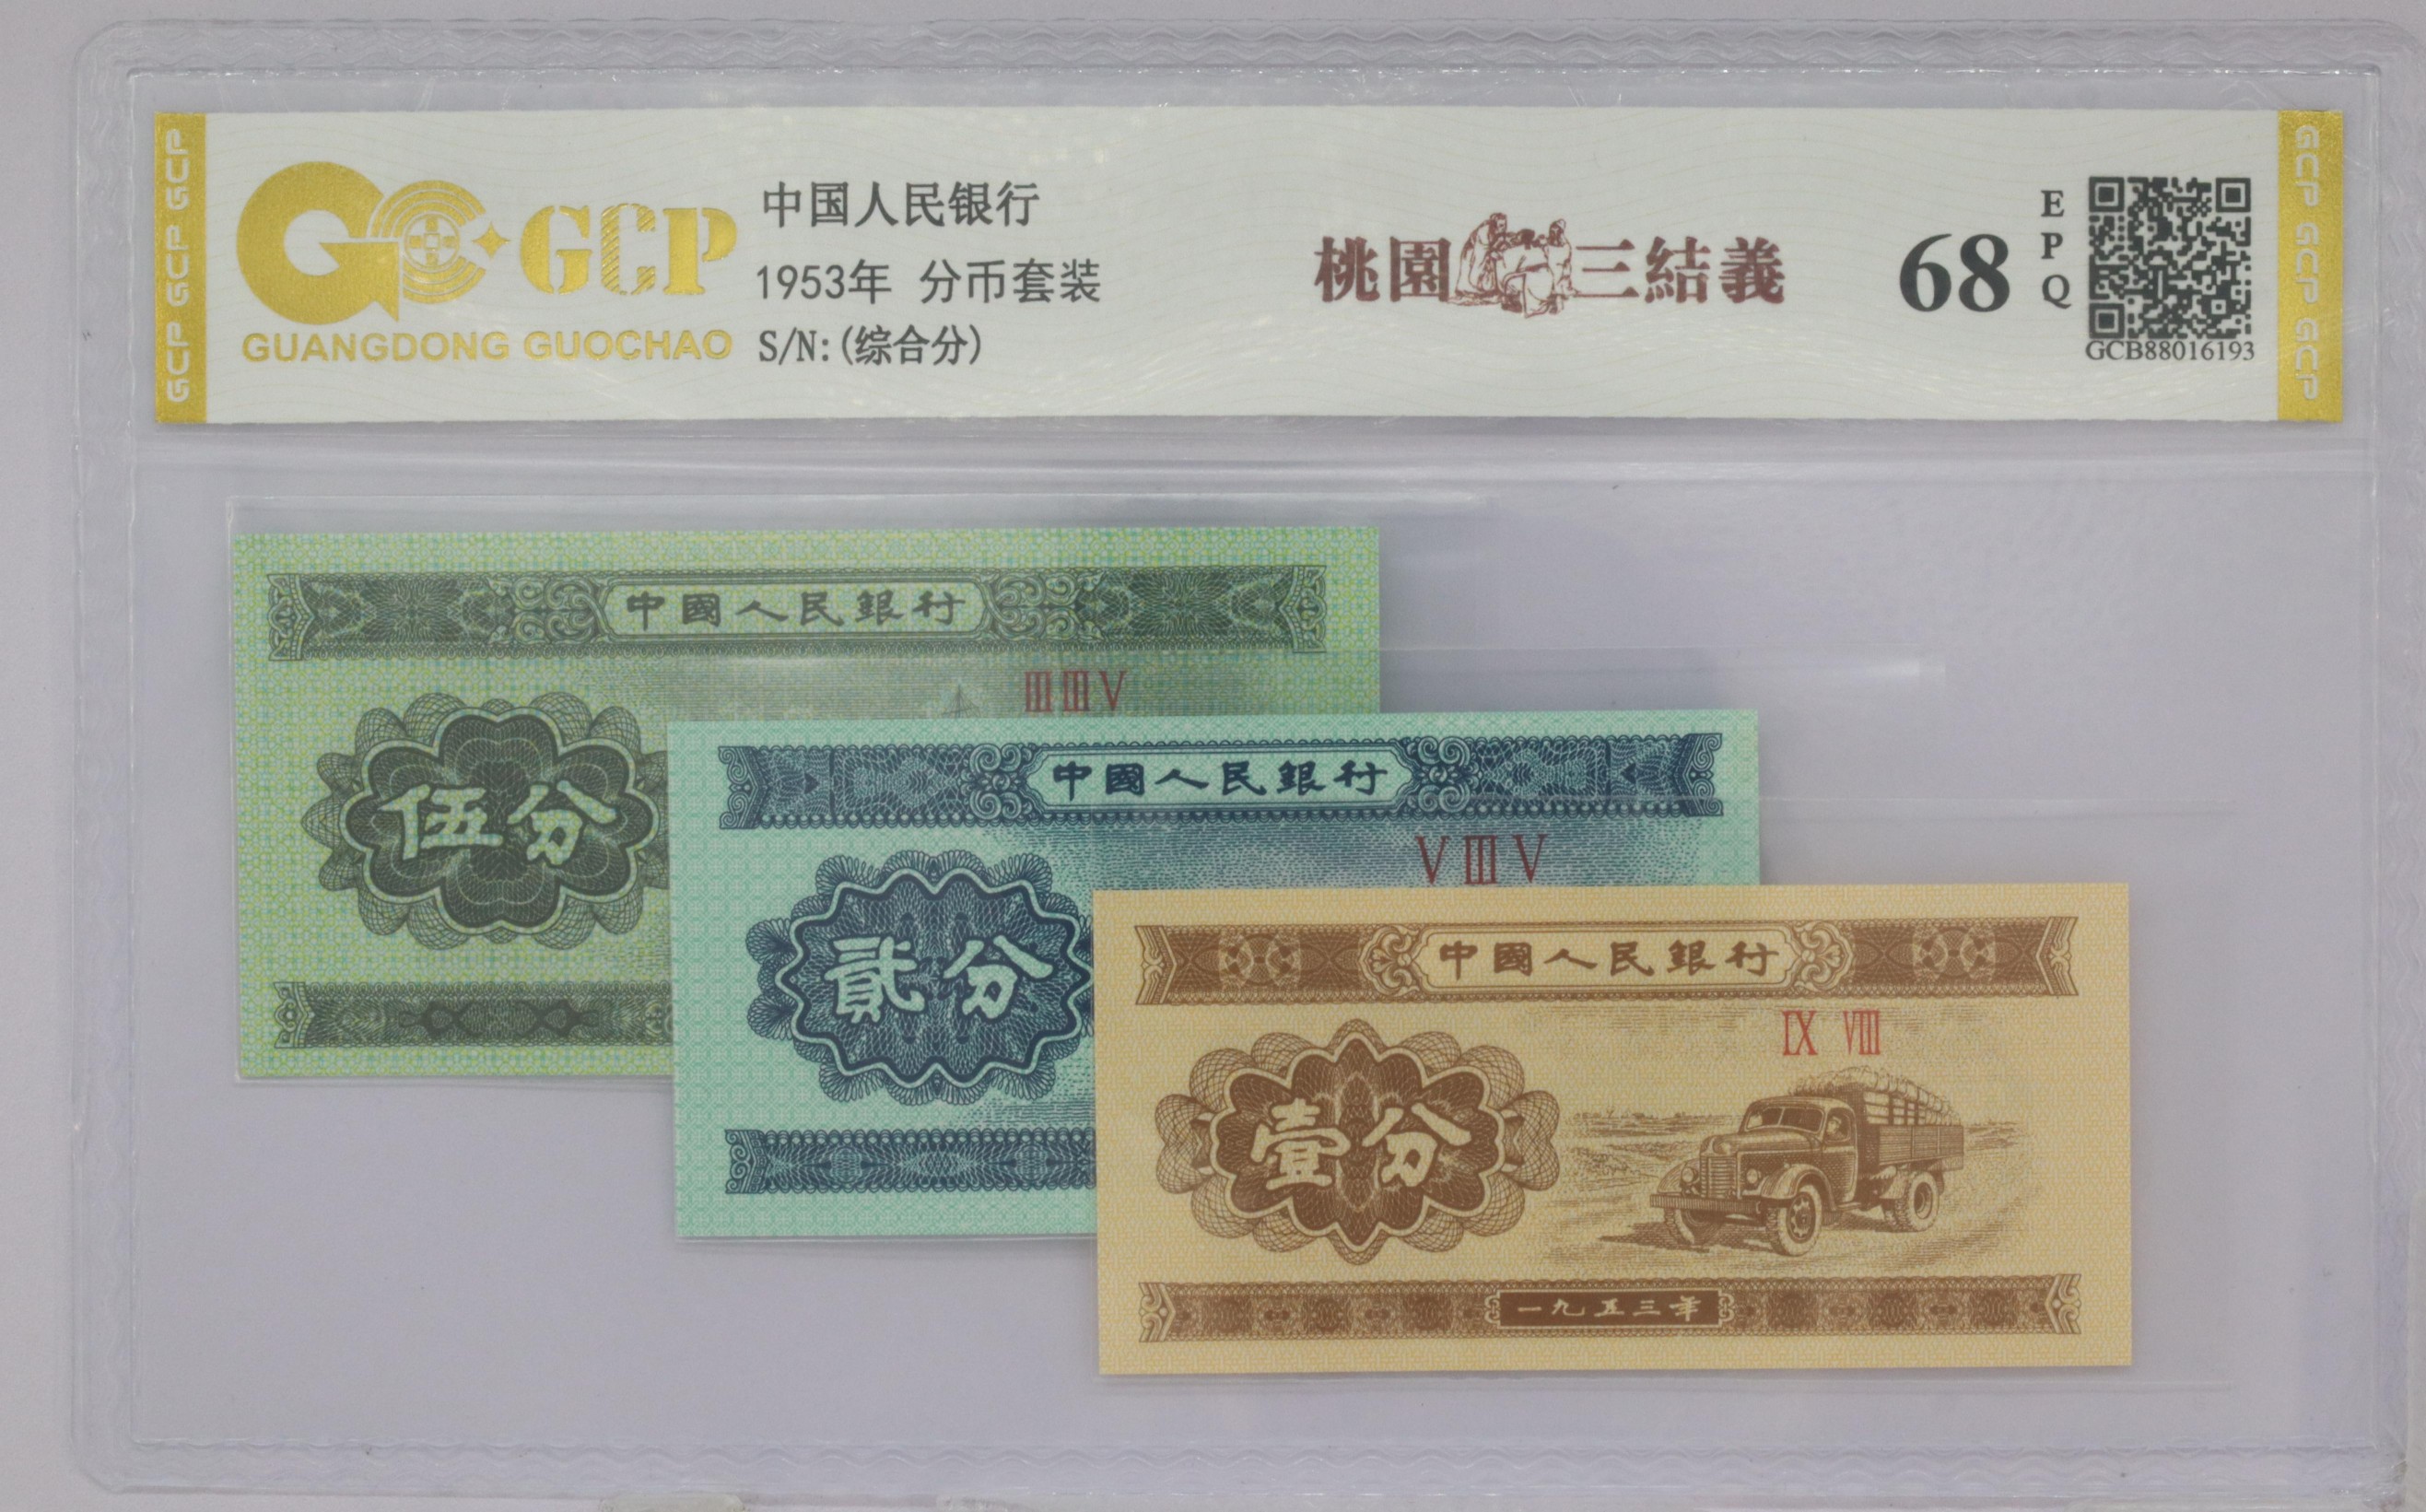 GCP GCP GCP
GCP
GUANGDONG GUOCHAO
中国人民银行
1953年 分币套装
S/N:(综合分)
桃園三結義
68
EPQ
GCB88016193
GCP GCP GCP
中國人民銀行
III III V
伍分
中國人民銀行
V III V
貳分
中國人民銀行
IX VIII
壹分
一九五三年